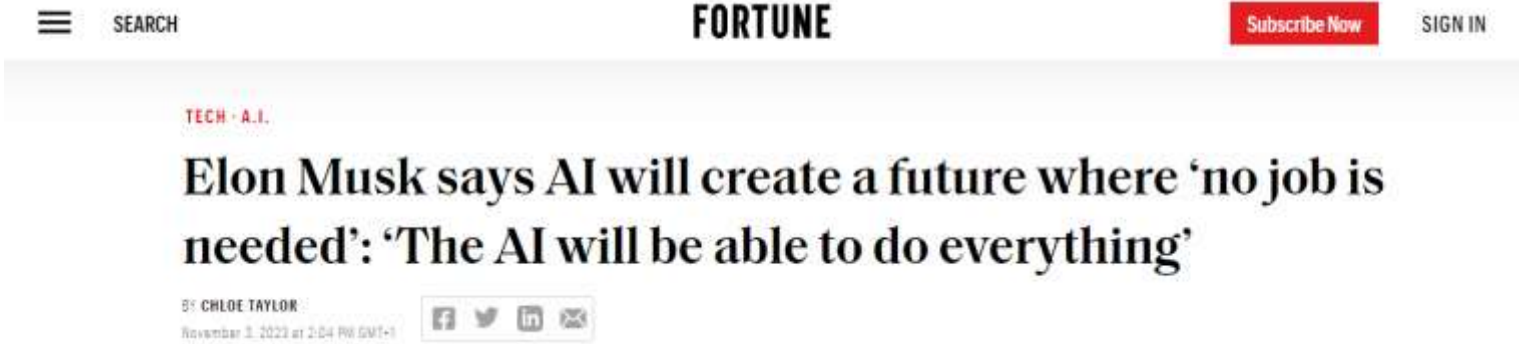 SEARCH
FORTUNE
Subscribe Now
SIGN IN
TECH · A.I.
Elon Musk says AI will create a future where ‘no job is
needed’: ‘The AI will be able to do everything’
BY CHLOE TAYLOR
November 3, 2023 at 2:04 PM GMT+1